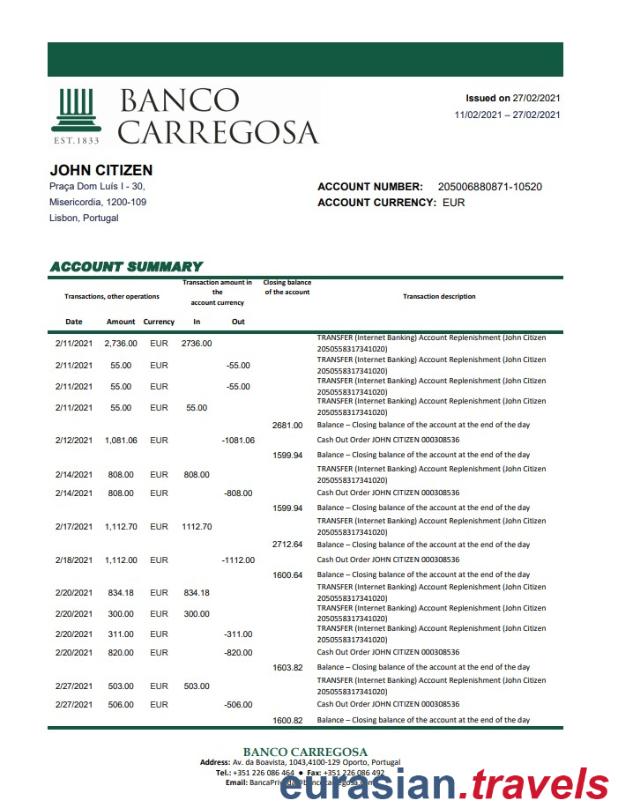 BANCO
CARREGOSA
EST.1833
Issued on 27/02/2021
11/02/2021 – 27/02/2021
JOHN CITIZEN
Praça Dom Luís I - 30,
Misericordia, 1200-109
Lisbon, Portugal
ACCOUNT NUMBER: 205006880871-10520
ACCOUNT CURRENCY: EUR
ACCOUNT SUMMARY
Transactions, other operations
Transaction amount in
the
account currency
Closing balance
of the account
Transaction description
Date Amount Currency In Out
2/11/2021 2,736.00 EUR 2736.00 TRANSFER (Internet Banking) Account Replenishment (John Citizen
2050558317341020)
2/11/2021 55.00 EUR -55.00 TRANSFER (Internet Banking) Account Replenishment (John Citizen
2050558317341020)
2/11/2021 55.00 EUR -55.00 TRANSFER (Internet Banking) Account Replenishment (John Citizen
2050558317341020)
2/11/2021 55.00 EUR 55.00 TRANSFER (Internet Banking) Account Replenishment (John Citizen
2050558317341020)
2681.00 Balance – Closing balance of the account at the end of the day
2/12/2021 1,081.06 EUR -1081.06 Cash Out Order JOHN CITIZEN 000308536
1599.94 Balance – Closing balance of the account at the end of the day
2/14/2021 808.00 EUR 808.00 TRANSFER (Internet Banking) Account Replenishment (John Citizen
2050558317341020)
2/14/2021 808.00 EUR -808.00 Cash Out Order JOHN CITIZEN 000308536
1599.94 Balance – Closing balance of the account at the end of the day
2/17/2021 1,112.70 EUR 1112.70 TRANSFER (Internet Banking) Account Replenishment (John Citizen
2050558317341020)
2712.64 Balance – Closing balance of the account at the end of the day
2/18/2021 1,112.00 EUR -1112.00 Cash Out Order JOHN CITIZEN 000308536
1600.64 Balance – Closing balance of the account at the end of the day
2/20/2021 834.18 EUR 834.18 TRANSFER (Internet Banking) Account Replenishment (John Citizen
2050558317341020)
2/20/2021 300.00 EUR 300.00 TRANSFER (Internet Banking) Account Replenishment (John Citizen
2050558317341020)
2/20/2021 311.00 EUR -311.00 TRANSFER (Internet Banking) Account Replenishment (John Citizen
2050558317341020)
2/20/2021 820.00 EUR -820.00 Cash Out Order JOHN CITIZEN 000308536
1603.82 Balance – Closing balance of the account at the end of the day
2/27/2021 503.00 EUR 503.00 TRANSFER (Internet Banking) Account Replenishment (John Citizen
2050558317341020)
2/27/2021 506.00 EUR -506.00 Cash Out Order JOHN CITIZEN 000308536
1600.82 Balance – Closing balance of the account at the end of the day
BANCO CARREGOSA
Address: Av. da Boavista, 1043,4100-129 Oporto, Portugal
Tel.: +351 226 086 464 • Fax: +351 226 086 492
Email:
eurasian.travels